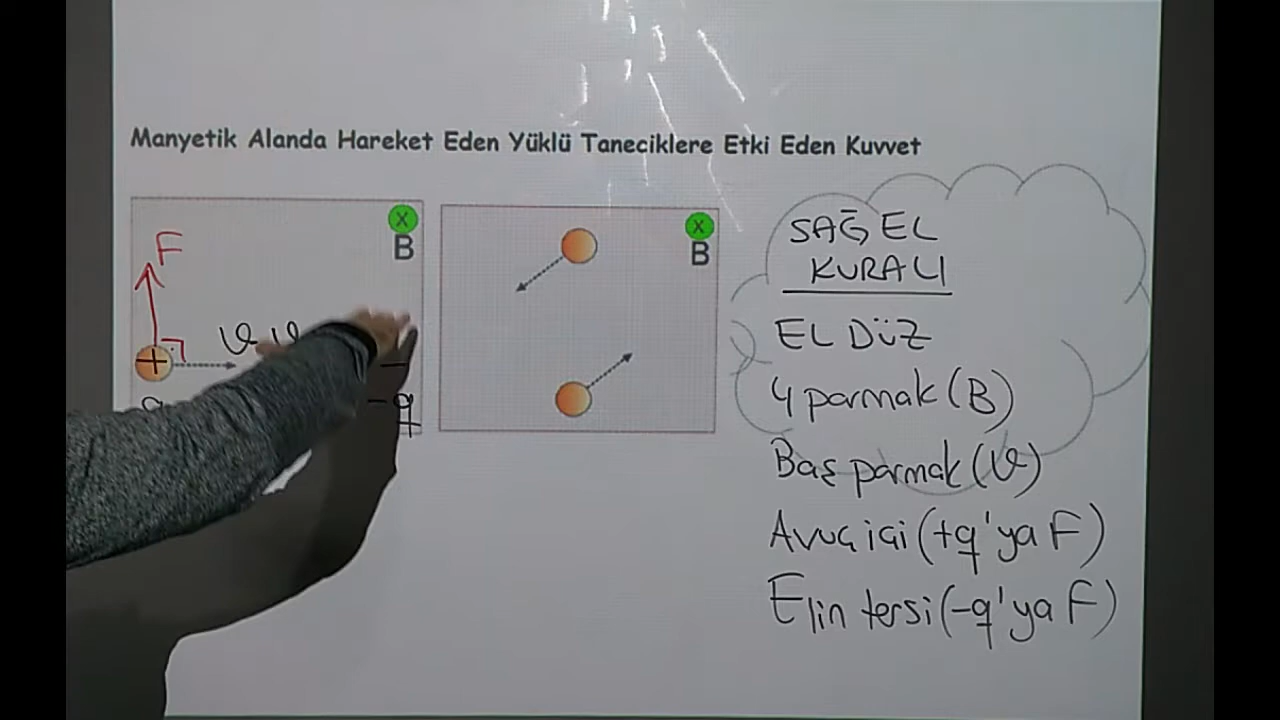 Manyetik Alanda Hareket Eden Yüklü Taneciklere Etki Eden Kuvvet
X
B
F
+
ϑ
ϑ
q
-
-q
X
B
SAĞ EL
KURALI
EL DÜZ
4 parmak (B)
Baş parmak (ϑ)
Avuç içi (+q'ya F)
Elin tersi (-q'ya F)